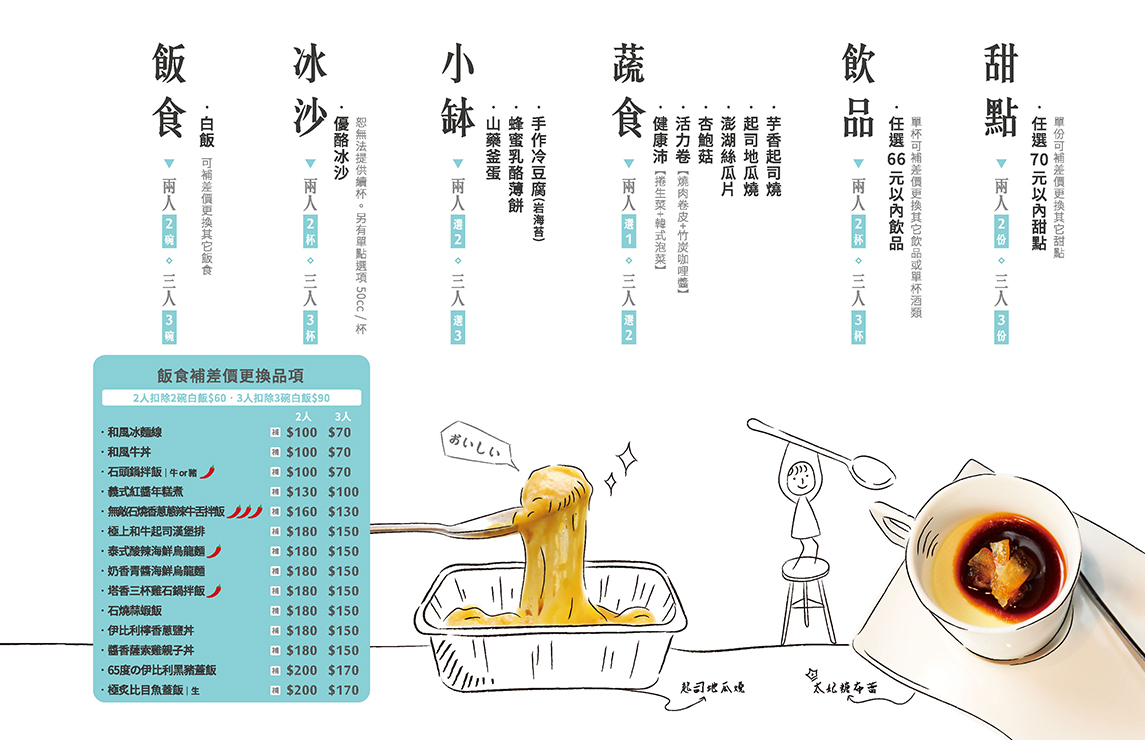 甜點
・任選 70 元以內甜點
單份可補差價更換其它甜點
兩人 2份 三人 3份
飲品
・任選 66 元以內飲品
單杯可補差價更換其它飲品或單杯酒類
兩人 2杯 三人 3杯
蔬食
・芋香起司燒
・起司地瓜燒
・澎湖絲瓜片
・杏鮑菇
・活力卷【燒肉卷皮+竹炭咖哩醬】
・健康沛【捲生菜+韓式泡菜】
兩人 選1 三人 選2
小缽
・手作冷豆腐(岩海苔)
・蜂蜜乳酪薄餅
・山藥釜蛋
兩人 選2 三人 選3
冰沙
・優酪冰沙
恕無法提供續杯。另有單點選項 50cc / 杯
兩人 2杯 三人 3杯
飯食
・白飯 可補差價更換其它飯食
兩人 2碗 三人 3碗
飯食補差價更換品項
2人扣除2碗白飯$60・3人扣除3碗白飯$90
2人 3人
・和風冰麵線 補 $100 $70
・和風牛丼 補 $100 $70
・石頭鍋拌飯 | 牛 or 豬 補 $100 $70
・義式紅醬年糕煮 補 $130 $100
・無敵石燒香蔥蔥辣牛舌拌飯 補 $160 $130
・極上和牛起司漢堡排 補 $180 $150
・泰式酸辣海鮮烏龍麵 補 $180 $150
・奶香青醬海鮮烏龍麵 補 $180 $150
・塔香三杯雞石鍋拌飯 補 $180 $150
・石燒蒜蝦飯 補 $180 $150
・伊比利檸香蔥鹽丼 補 $180 $150
・醬香薩索雞親子丼 補 $180 $150
・65度の伊比利黑豬蓋飯 補 $200 $170
・極炙比目魚蓋飯 | 生 補 $200 $170
おいしい
起司地瓜燒
太妃糖布蕾